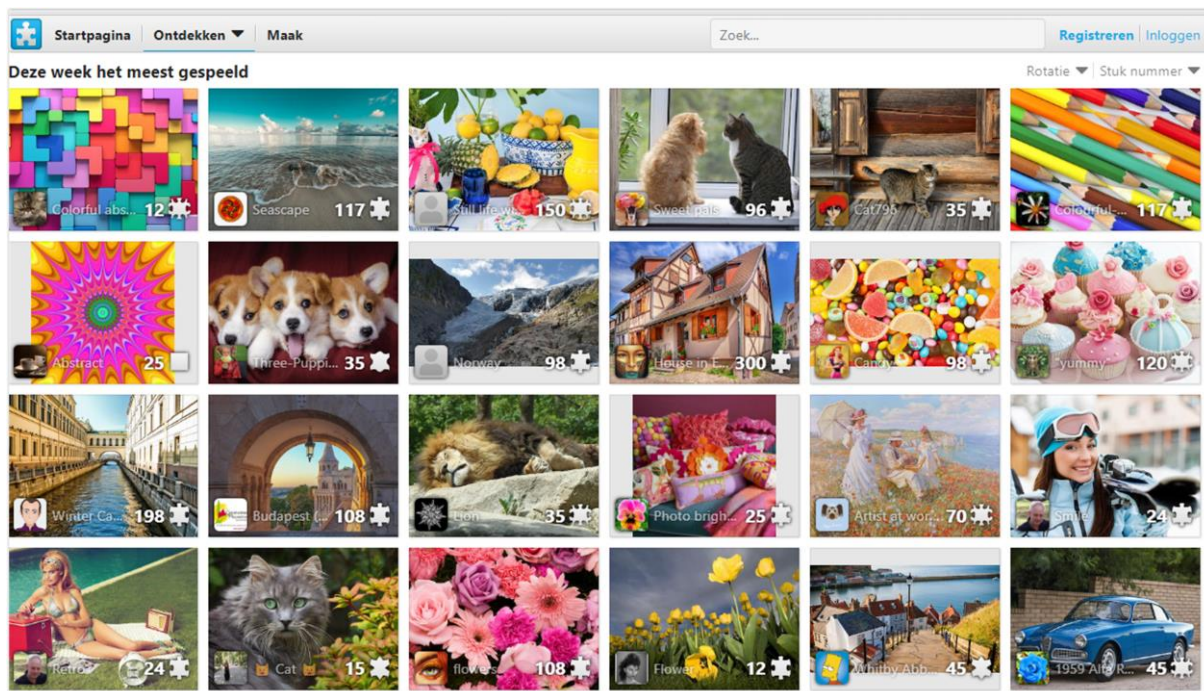 Startpagina Ontdekken Maak Zoek... Registreren Inloggen
Deze week het meest gespeeld Rotatie Stuk nummer
Colorful abs... 12 Seascape 117 Still life wi... 150 Sweet pals 96 Cat796 35 Colourful-... 117
Abstract 25 Three-Puppi... 35 Norway 98 House in E... 300 Candy 98 "yummy" 120
Winter Ca... 198 Budapest (... 108 Lion 35 Photo brigh... 25 Artist at wor... 70 Smile 24
Retro 24 Cat 15 flowers 108 Flower 12 Whitby Abb... 45 1959 Alfa R... 45